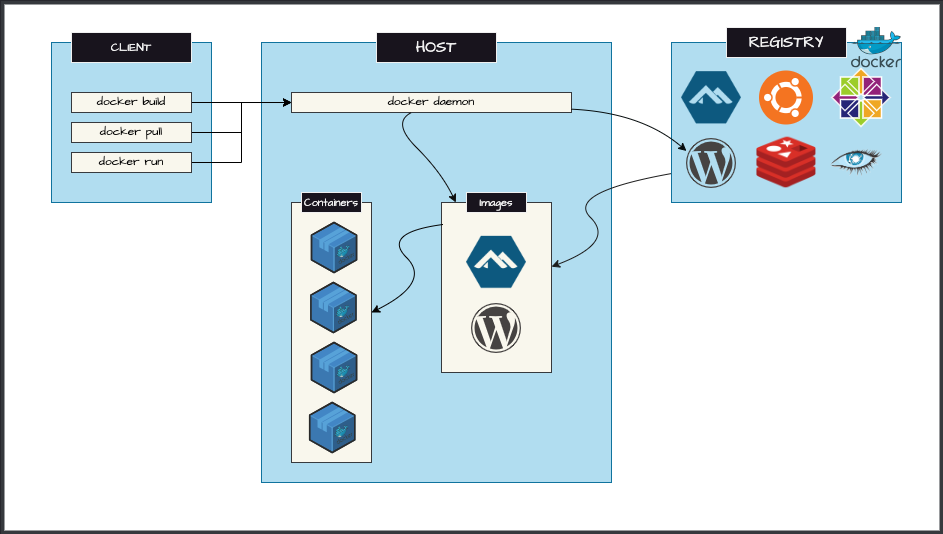 CLIENT
docker build
docker pull
docker run
HOST
docker daemon
Containers
Images
REGISTRY
docker